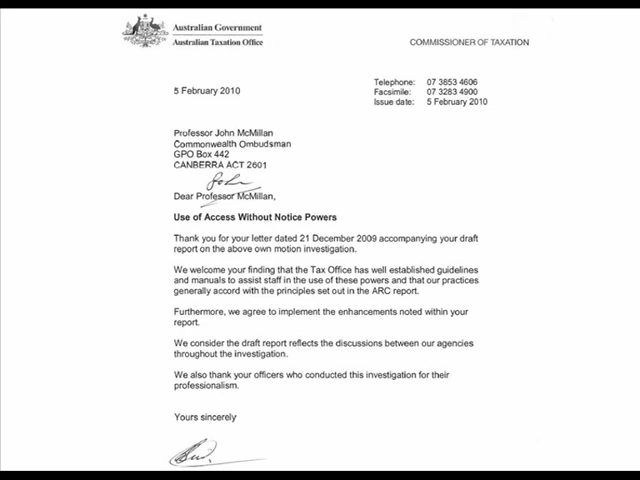 Australian Government
Australian Taxation Office
COMMISSIONER OF TAXATION
5 February 2010
Telephone: 07 3853 4606
Facsimile: 07 3283 4900
Issue date: 5 February 2010
Professor John McMillan
Commonwealth Ombudsman
GPO Box 442
CANBERRA ACT 2601
John
Dear Professor McMillan,
Use of Access Without Notice Powers
Thank you for your letter dated 21 December 2009 accompanying your draft
report on the above own motion investigation.
We welcome your finding that the Tax Office has well established guidelines
and manuals to assist staff in the use of these powers and that our practices
generally accord with the principles set out in the ARC report.
Furthermore, we agree to implement the enhancements noted within your
report.
We consider the draft report reflects the discussions between our agencies
throughout the investigation.
We also thank your officers who conducted this investigation for their
professionalism.
Yours sincerely